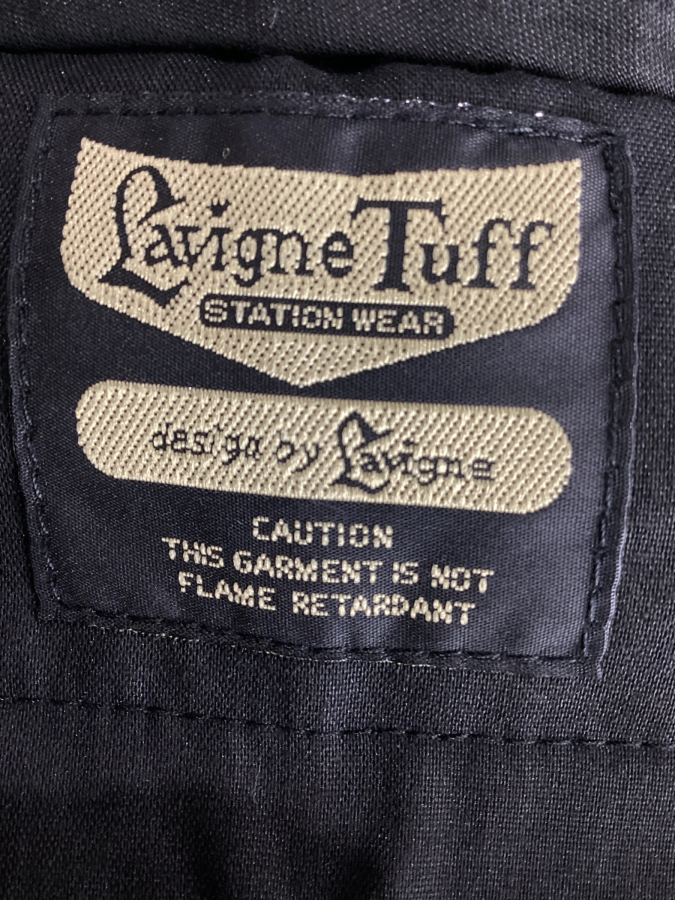 Lavigne Tuff
STATION WEAR
design by Lavigne
CAUTION
THIS GARMENT IS NOT
FLAME RETARDANT